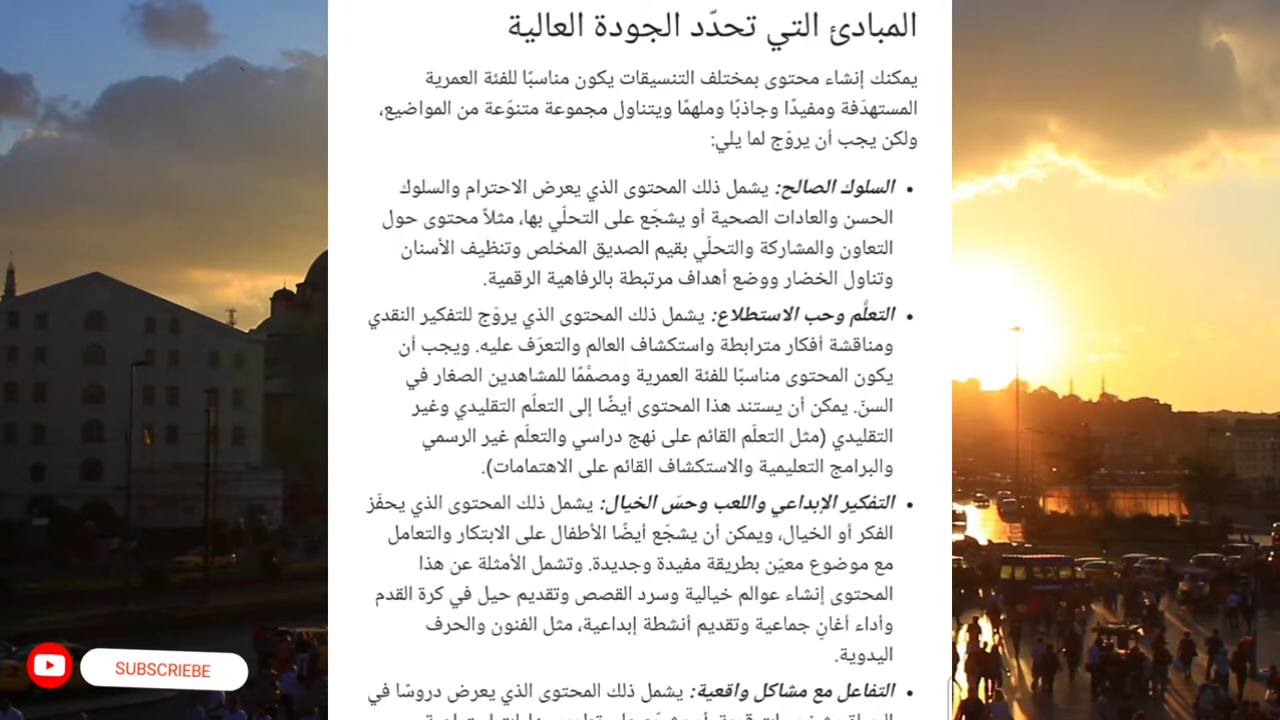 المبادئ التي تحدّد الجودة العالية
يمكنك إنشاء محتوى بمختلف التنسيقات يكون مناسبًا للفئة العمرية
المستهدَفة ومفيدًا وجاذبًا وملهمًا ويتناول مجموعة متنوّعة من المواضيع،
ولكن يجب أن يروّج لما يلي:
• السلوك الصالح: يشمل ذلك المحتوى الذي يعرض الاحترام والسلوك
الحسن والعادات الصحية أو يشجّع على التحلّي بها، مثلاً محتوى حول
التعاون والمشاركة والتحلّي بقيم الصديق المخلص وتنظيف الأسنان
وتناول الخضار ووضع أهداف مرتبطة بالرفاهية الرقمية.
• التعلُّم وحب الاستطلاع: يشمل ذلك المحتوى الذي يروّج للتفكير النقدي
ومناقشة أفكار مترابطة واستكشاف العالم والتعرّف عليه. ويجب أن
يكون المحتوى مناسبًا للفئة العمرية ومصمَّمًا للمشاهدين الصغار في
السنّ. يمكن أن يستند هذا المحتوى أيضًا إلى التعلّم التقليدي وغير
التقليدي (مثل التعلّم القائم على نهج دراسي والتعلّم غير الرسمي
والبرامج التعليمية والاستكشاف القائم على الاهتمامات).
• التفكير الإبداعي واللعب وحسّ الخيال: يشمل ذلك المحتوى الذي يحفّز
الفكر أو الخيال، ويمكن أن يشجّع أيضًا الأطفال على الابتكار والتعامل
مع موضوع معيّن بطريقة مفيدة وجديدة. وتشمل الأمثلة عن هذا
المحتوى إنشاء عوالم خيالية وسرد القصص وتقديم حيل في كرة القدم
وأداء أغانٍ جماعية وتقديم أنشطة إبداعية، مثل الفنون والحرف
اليدوية.
• التفاعل مع مشاكل واقعية: يشمل ذلك المحتوى الذي يعرض دروسًا في
SUBSCRIEBE